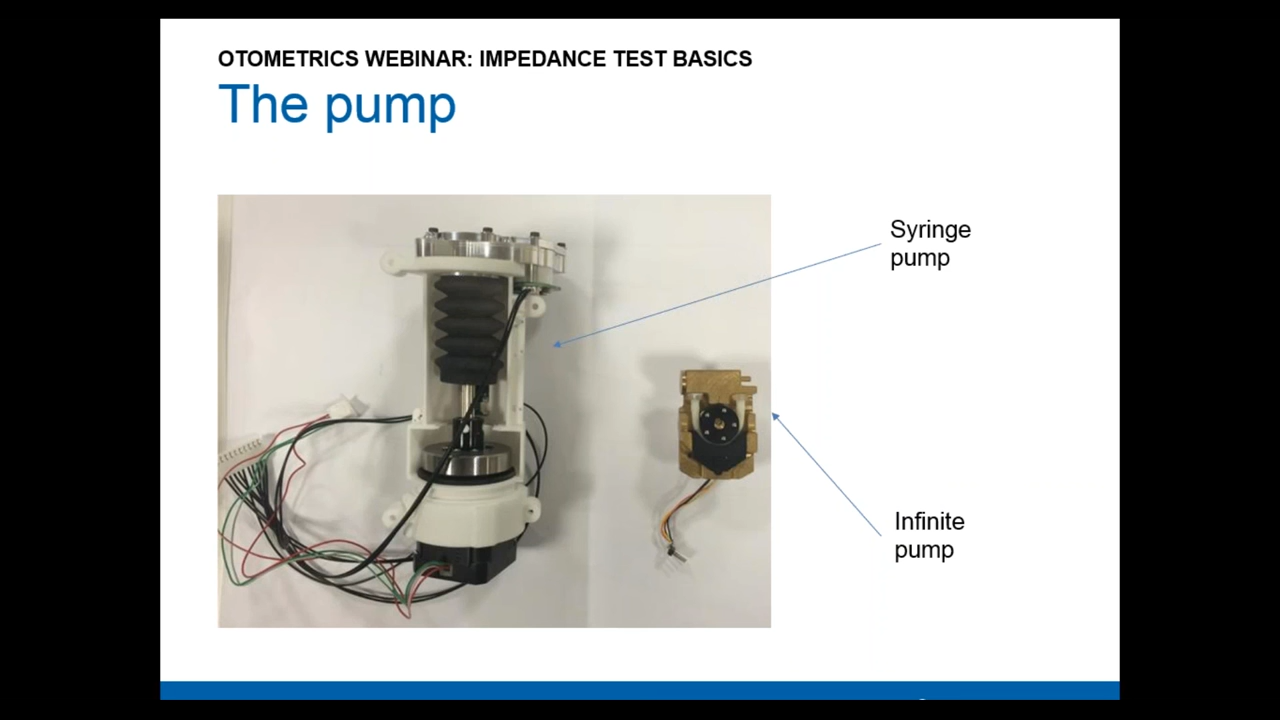 OTOMETRICS WEBINAR: IMPEDANCE TEST BASICS
The pump
Syringe
pump
Infinite
pump